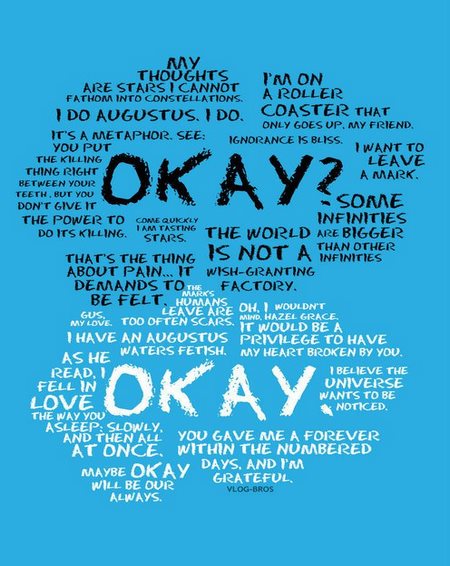 MY
THOUGHTS
ARE STARS I CANNOT
FATHOM INTO CONSTELLATIONS.
I'M ON
A ROLLER
COASTER THAT
ONLY GOES UP, MY FRIEND.
I DO AUGUSTUS. I DO.
IT'S A METAPHOR. SEE:
YOU PUT
THE KILLING
THING RIGHT
BETWEEN YOUR
TEETH, BUT YOU
DON'T GIVE IT
THE POWER TO
DO ITS KILLING.
IGNORANCE IS BLISS.
I WANT TO
LEAVE
A MARK.
OKAY?
COME QUICKLY
I AM TASTING
STARS.
SOME
INFINITIES
ARE BIGGER
THAN OTHER
INFINITIES
THE WORLD
IS NOT A
WISH-GRANTING
FACTORY.
THAT'S THE THING
ABOUT PAIN... IT
DEMANDS TO
BE FELT.
THE
MARKS
HUMANS
LEAVE ARE
TOO OFTEN SCARS.
GUS,
MY LOVE.
OH, I WOULDN'T
MIND, HAZEL GRACE.
IT WOULD BE A
PRIVILEGE TO HAVE
MY HEART BROKEN BY YOU.
I HAVE AN AUGUSTUS
WATERS FETISH.
AS HE
READ, I
FELL IN
LOVE
THE WAY YOU
ASLEEP: SLOWLY,
AND THEN ALL
AT ONCE.
OKAY.
I BELIEVE THE
UNIVERSE
WANTS TO BE
NOTICED.
YOU GAVE ME A FOREVER
WITHIN THE NUMBERED
DAYS, AND I'M
GRATEFUL.
MAYBE OKAY
WILL BE OUR
ALWAYS.
VLOG-BROS